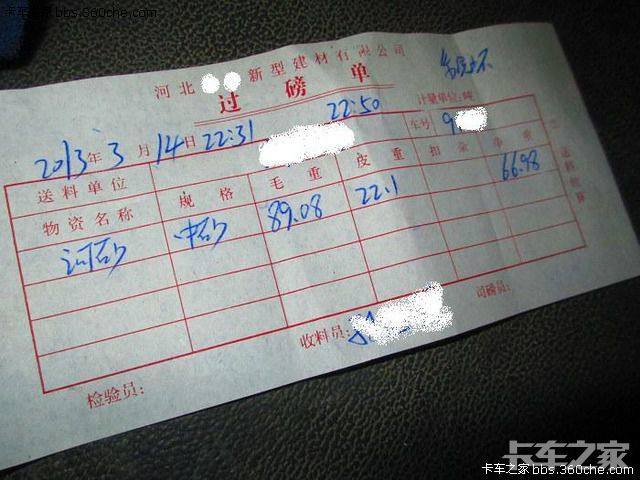 卡车之家 bbs.360che.com
河北 新型建材有限公司
过磅单
计量单位:吨
2013年3月14日 22:31 22:50
送料单位 车号 9
物资名称 规格 毛重 皮重 扣杂 净重
河砂 中砂 89.08 22.1 66.98
检验员: 收料员: 司磅员:
卡车之家
卡车之家 bbs.360che.com